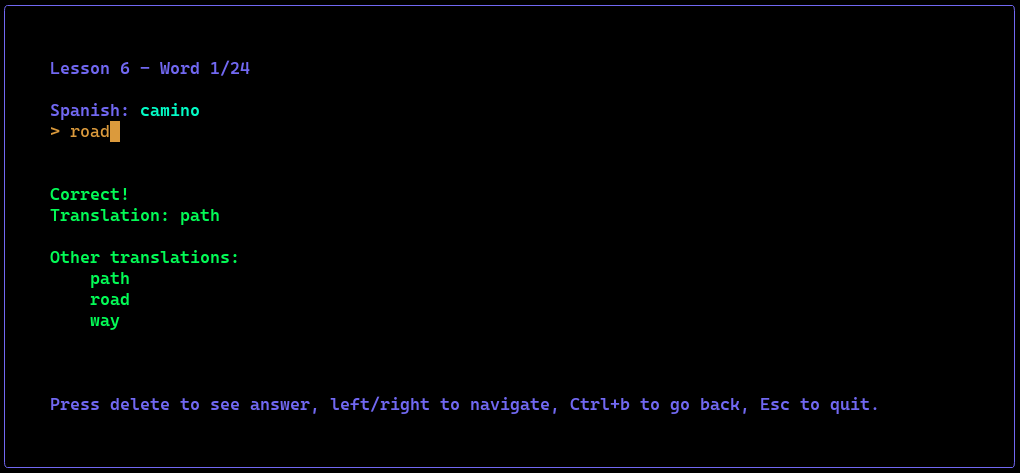 Lesson 6 – Word 1/24
Spanish: camino
> road
Correct!
Translation: path
Other translations:
path
road
way
Press delete to see answer, left/right to navigate, Ctrl+b to go back, Esc to quit.